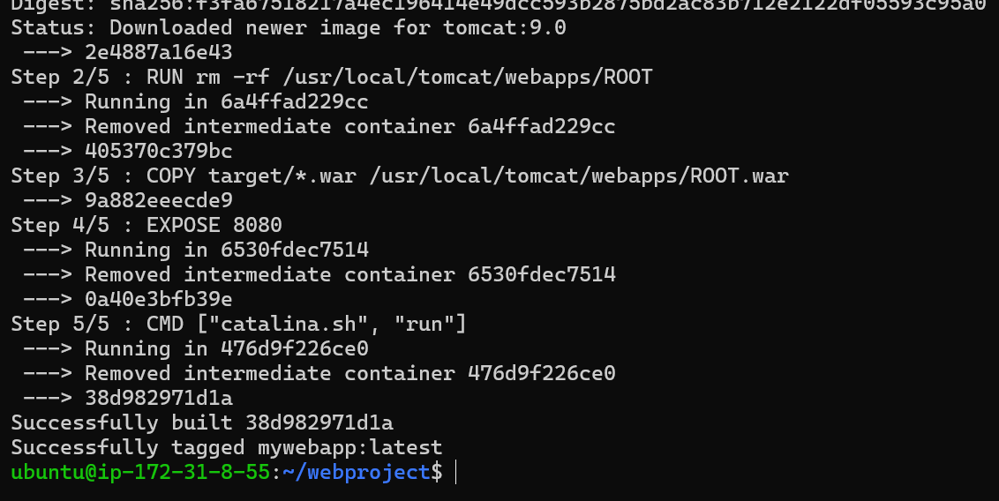 Digest: sha256:f3fa67518217a4ec196414e49dcc593b2875bd2ac83b712e2122df05593c95a0
Status: Downloaded newer image for tomcat:9.0
 ---> 2e4887a16e43
Step 2/5 : RUN rm -rf /usr/local/tomcat/webapps/ROOT
 ---> Running in 6a4ffad229cc
 ---> Removed intermediate container 6a4ffad229cc
 ---> 405370c379bc
Step 3/5 : COPY target/*.war /usr/local/tomcat/webapps/ROOT.war
 ---> 9a882eeecde9
Step 4/5 : EXPOSE 8080
 ---> Running in 6530fdec7514
 ---> Removed intermediate container 6530fdec7514
 ---> 0a40e3bfb39e
Step 5/5 : CMD ["catalina.sh", "run"]
 ---> Running in 476d9f226ce0
 ---> Removed intermediate container 476d9f226ce0
 ---> 38d982971d1a
Successfully built 38d982971d1a
Successfully tagged mywebapp:latest
ubuntu@ip-172-31-8-55:~/webproject$